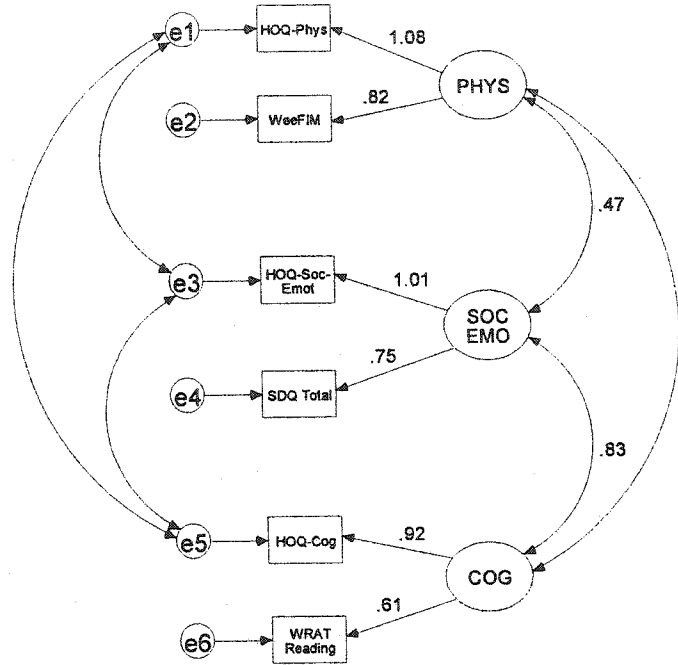 e1
HOQ-Phys
1.08
PHYS
.82
e2
WeeFIM
.47
e3
HOQ-Soc-
Emot
1.01
SOC
EMO
.75
e4
SDQ Total
.83
e5
HOQ-Cog
.92
COG
.61
e6
WRAT
Reading